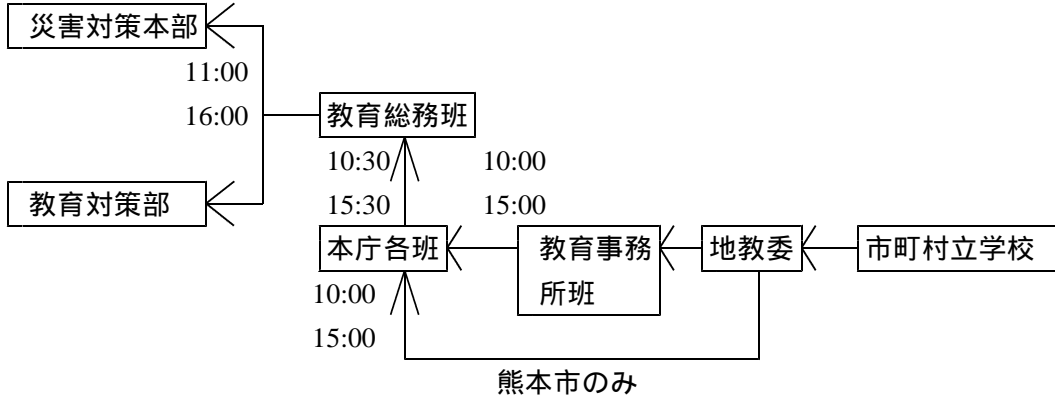 災害対策本部
11:00
16:00
教育総務班
10:30
10:00
教育対策部
15:30
15:00
本庁各班
教育事務
所班
地教委
市町村立学校
10:00
15:00
熊本市のみ